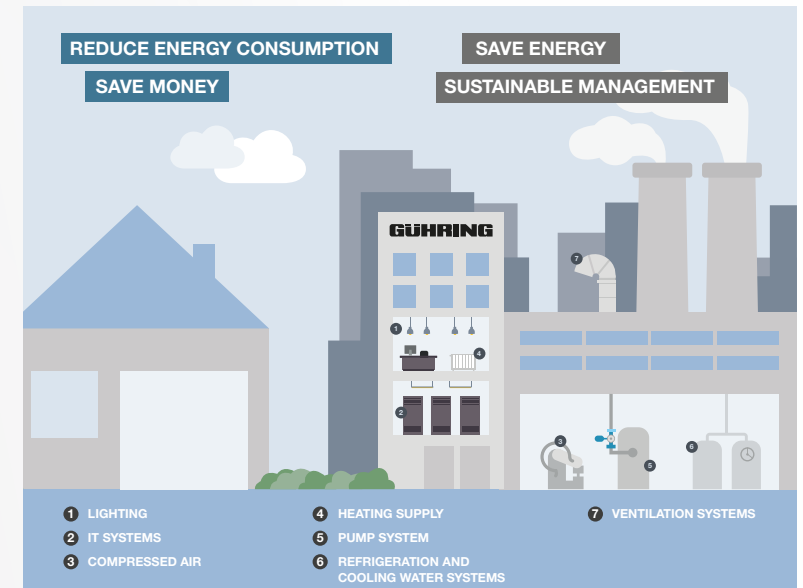 REDUCE ENERGY CONSUMPTION
SAVE MONEY
SAVE ENERGY
SUSTAINABLE MANAGEMENT
GÜHRING
7
1
4
2
3
5
6
1 LIGHTING
2 IT SYSTEMS
3 COMPRESSED AIR
4 HEATING SUPPLY
5 PUMP SYSTEM
6 REFRIGERATION AND
COOLING WATER SYSTEMS
7 VENTILATION SYSTEMS